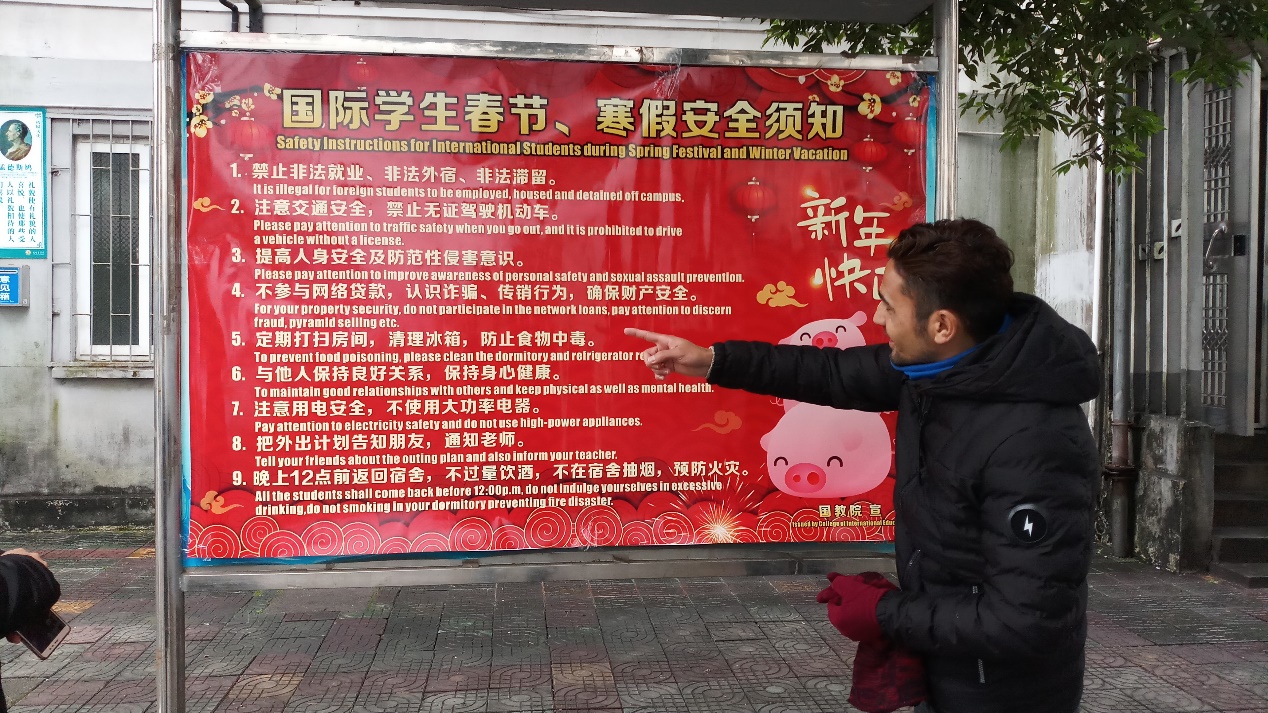 国际学生春节、寒假安全须知
Safety Instructions for International Students during Spring Festival and Winter Vacation
1. 禁止非法就业、非法外宿、非法滞留。
It is illegal for foreign students to be employed, housed and detained off campus.
2. 注意交通安全，禁止无证驾驶机动车。
Please pay attention to traffic safety when you go out, and it is prohibited to drive
a vehicle without a license.
3. 提高人身安全及防范性侵害意识。
Please pay attention to improve awareness of personal safety and sexual assault prevention.
4. 不参与网络贷款，认识诈骗、传销行为，确保财产安全。
For your property security, do not participate in the network loans, pay attention to discern
fraud, pyramid selling etc.
5. 定期打扫房间，清理冰箱，防止食物中毒。
To prevent food poisoning, please clean the dormitory and refrigerator
6. 与他人保持良好关系，保持身心健康。
To maintain good relationships with others and keep physical as well as mental health.
7. 注意用电安全，不使用大功率电器。
Pay attention to electricity safety and do not use high-power appliances.
8. 把外出计划告知朋友，通知老师。
Tell your friends about the outing plan and also inform your teacher.
9. 晚上12点前返回宿舍，不过量饮酒，不在宿舍抽烟，预防火灾。
All the students shall come back before 12:00p.m, do not indulge yourselves in excessive
drinking,do not smoking in your dormitory preventing fire disaster.
新年
快
国教院 宣
Issued by College of International